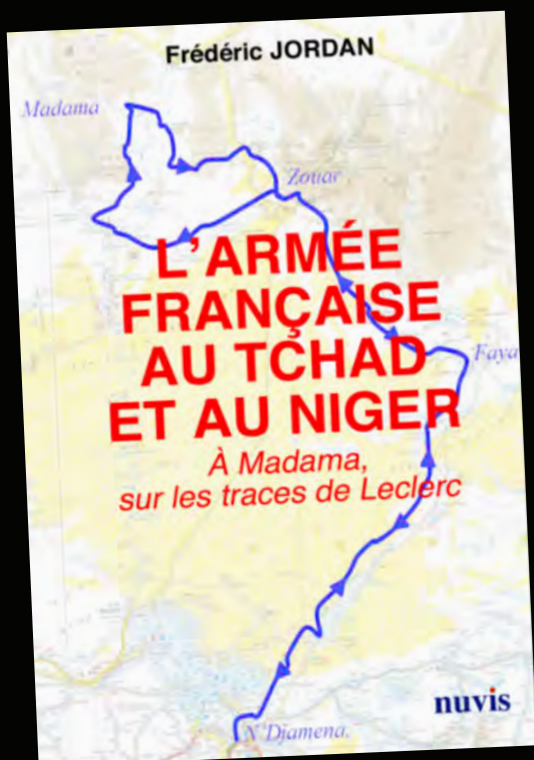 Frédéric JORDAN
Madama
Zouar
L'ARMÉE
FRANÇAISE
AU TCHAD
Faya
ET AU NIGER
À Madama,
sur les traces de Leclerc
nuvis
N'Djamena.